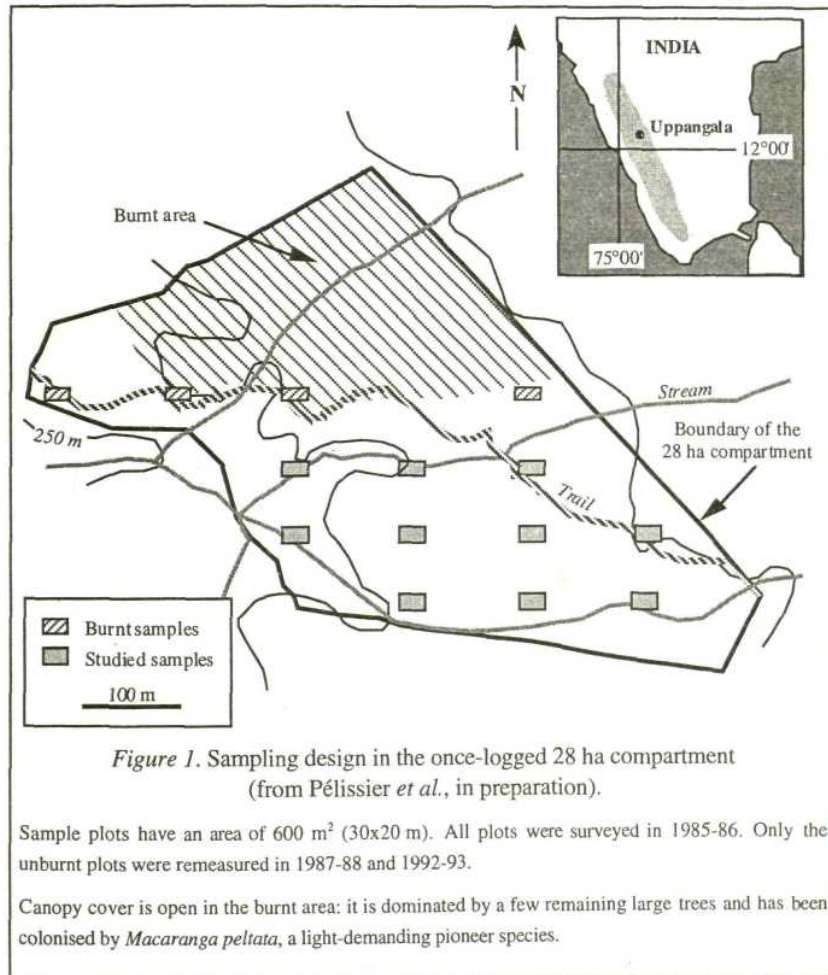 INDIA
N
Uppangala
12°00'
75°00'
Burnt area
Stream
250 m
Boundary of the
28 ha compartment
Trail
Burnt samples
Studied samples
100 m
Figure 1. Sampling design in the once-logged 28 ha compartment
(from Pélissier et al., in preparation).
Sample plots have an area of 600 m² (30x20 m). All plots were surveyed in 1985-86. Only the
unburnt plots were remeasured in 1987-88 and 1992-93.
Canopy cover is open in the burnt area: it is dominated by a few remaining large trees and has been
colonised by Macaranga peltata, a light-demanding pioneer species.